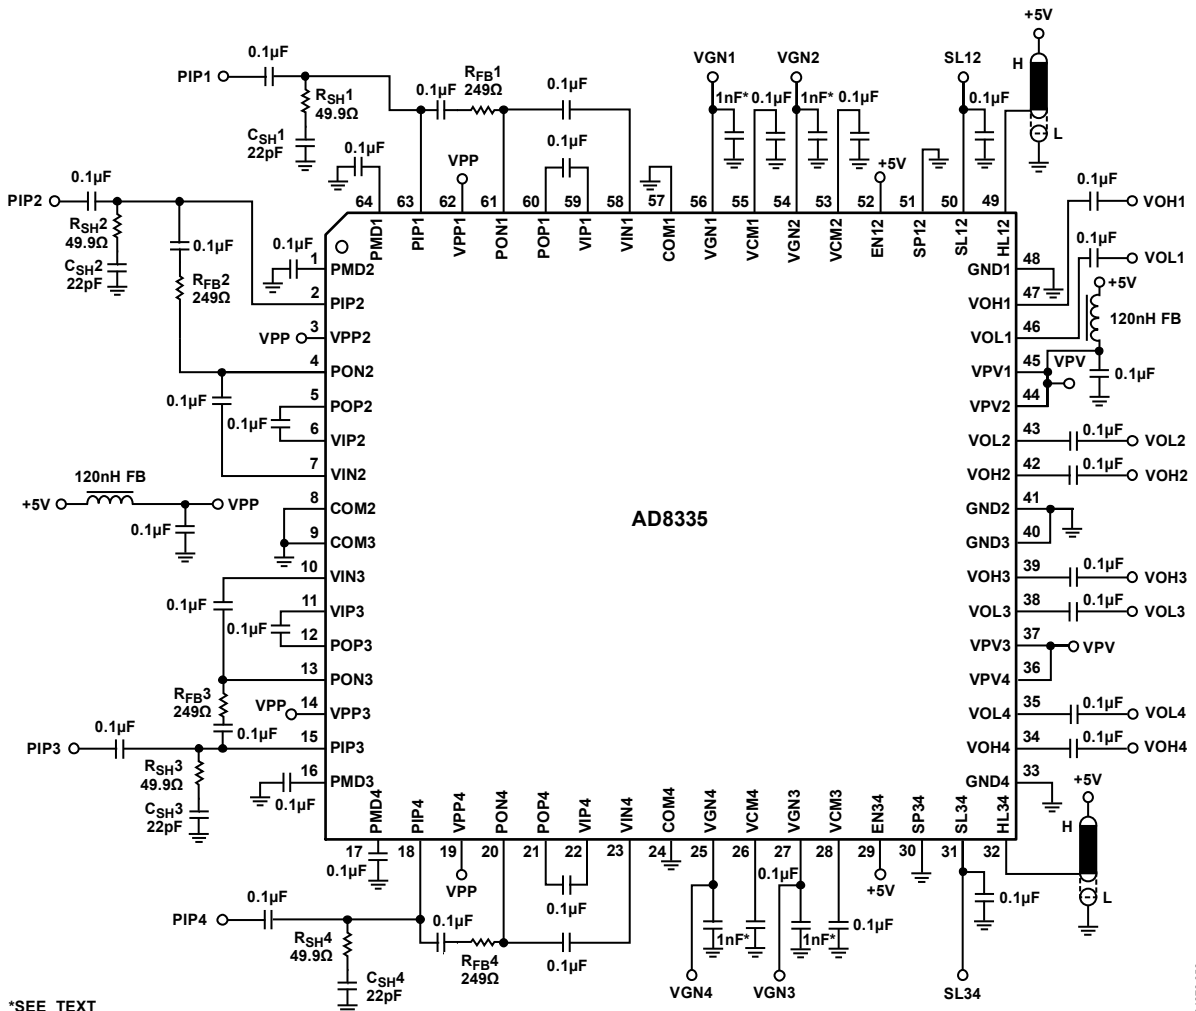 +5V
VGN1
VGN2
SL12
H
0.1µF
PIP1
RFB1
249Ω
0.1µF
0.1µF
RSH1
49.9Ω
1nF*
0.1µF
1nF*
0.1µF
0.1µF
L
CSH1
22pF
0.1µF
VPP
0.1µF
+5V
0.1µF
PIP2
0.1µF
VOH1
64
63
62
61
60
59
58
57
56
55
54
53
52
51
50
49
PMD1
PIP1
VPP1
PON1
POP1
VIP1
VIN1
COM1
VGN1
VCM1
VGN2
VCM2
EN12
SP12
SL12
HL12
RSH2
49.9Ω
CSH2
22pF
0.1µF
RFB2
249Ω
0.1µF
1
PMD2
2
PIP2
VPP
3
VPP2
4
PON2
0.1µF
5
POP2
0.1µF
6
VIP2
7
VIN2
120nH FB
+5V
VPP
0.1µF
8
COM2
9
COM3
10
VIN3
0.1µF
11
VIP3
0.1µF
12
POP3
13
PON3
RFB3
249Ω
VPP
14
VPP3
0.1µF
PIP3
0.1µF
15
PIP3
RSH3
49.9Ω
16
PMD3
0.1µF
CSH3
22pF
AD8335
48
GND1
0.1µF
VOL1
47
VOH1
+5V
120nH FB
46
VOL1
45
VPV1
VPV
0.1µF
44
VPV2
43
VOL2
0.1µF
VOL2
42
VOH2
0.1µF
VOH2
41
GND2
40
GND3
39
VOH3
0.1µF
VOH3
38
VOL3
0.1µF
VOL3
37
VPV3
VPV
36
VPV4
35
VOL4
0.1µF
VOL4
34
VOH4
0.1µF
VOH4
33
GND4
+5V
H
L
PMD4
PIP4
VPP4
PON4
POP4
VIP4
VIN4
COM4
VGN4
VCM4
VGN3
VCM3
EN34
SP34
SL34
HL34
17
18
19
20
21
22
23
24
25
26
27
28
29
30
31
32
0.1µF
VPP
0.1µF
0.1µF
+5V
0.1µF
0.1µF
PIP4
0.1µF
0.1µF
RSH4
49.9Ω
RFB4
249Ω
0.1µF
1nF*
1nF*
CSH4
22pF
VGN4
VGN3
SL34
*SEE TEXT